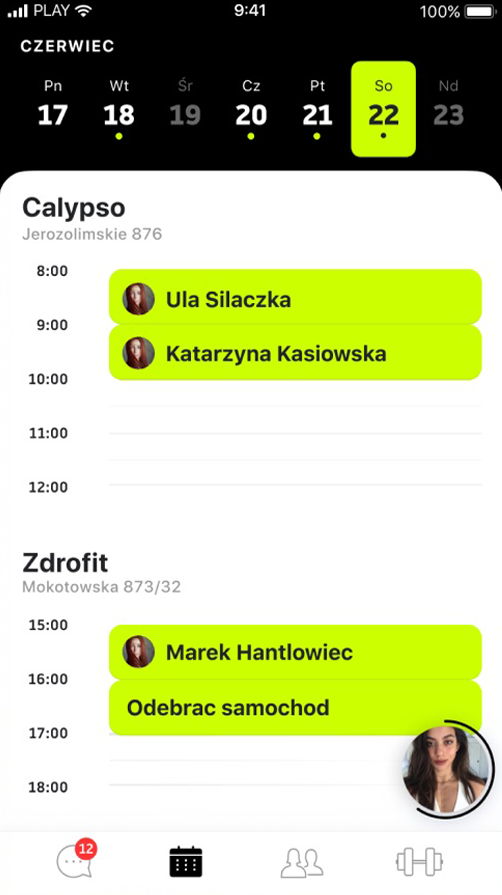 PLAY 9:41 100%
CZERWIEC
Pn Wt Śr Cz Pt So Nd
17 18 19 20 21 22 23
Calypso
Jerozolimskie 876
8:00
Ula Silaczka
9:00
Katarzyna Kasiowska
10:00
11:00
12:00
Zdrofit
Mokotowska 873/32
15:00
Marek Hantlowiec
16:00
Odebrac samochod
17:00
18:00
12